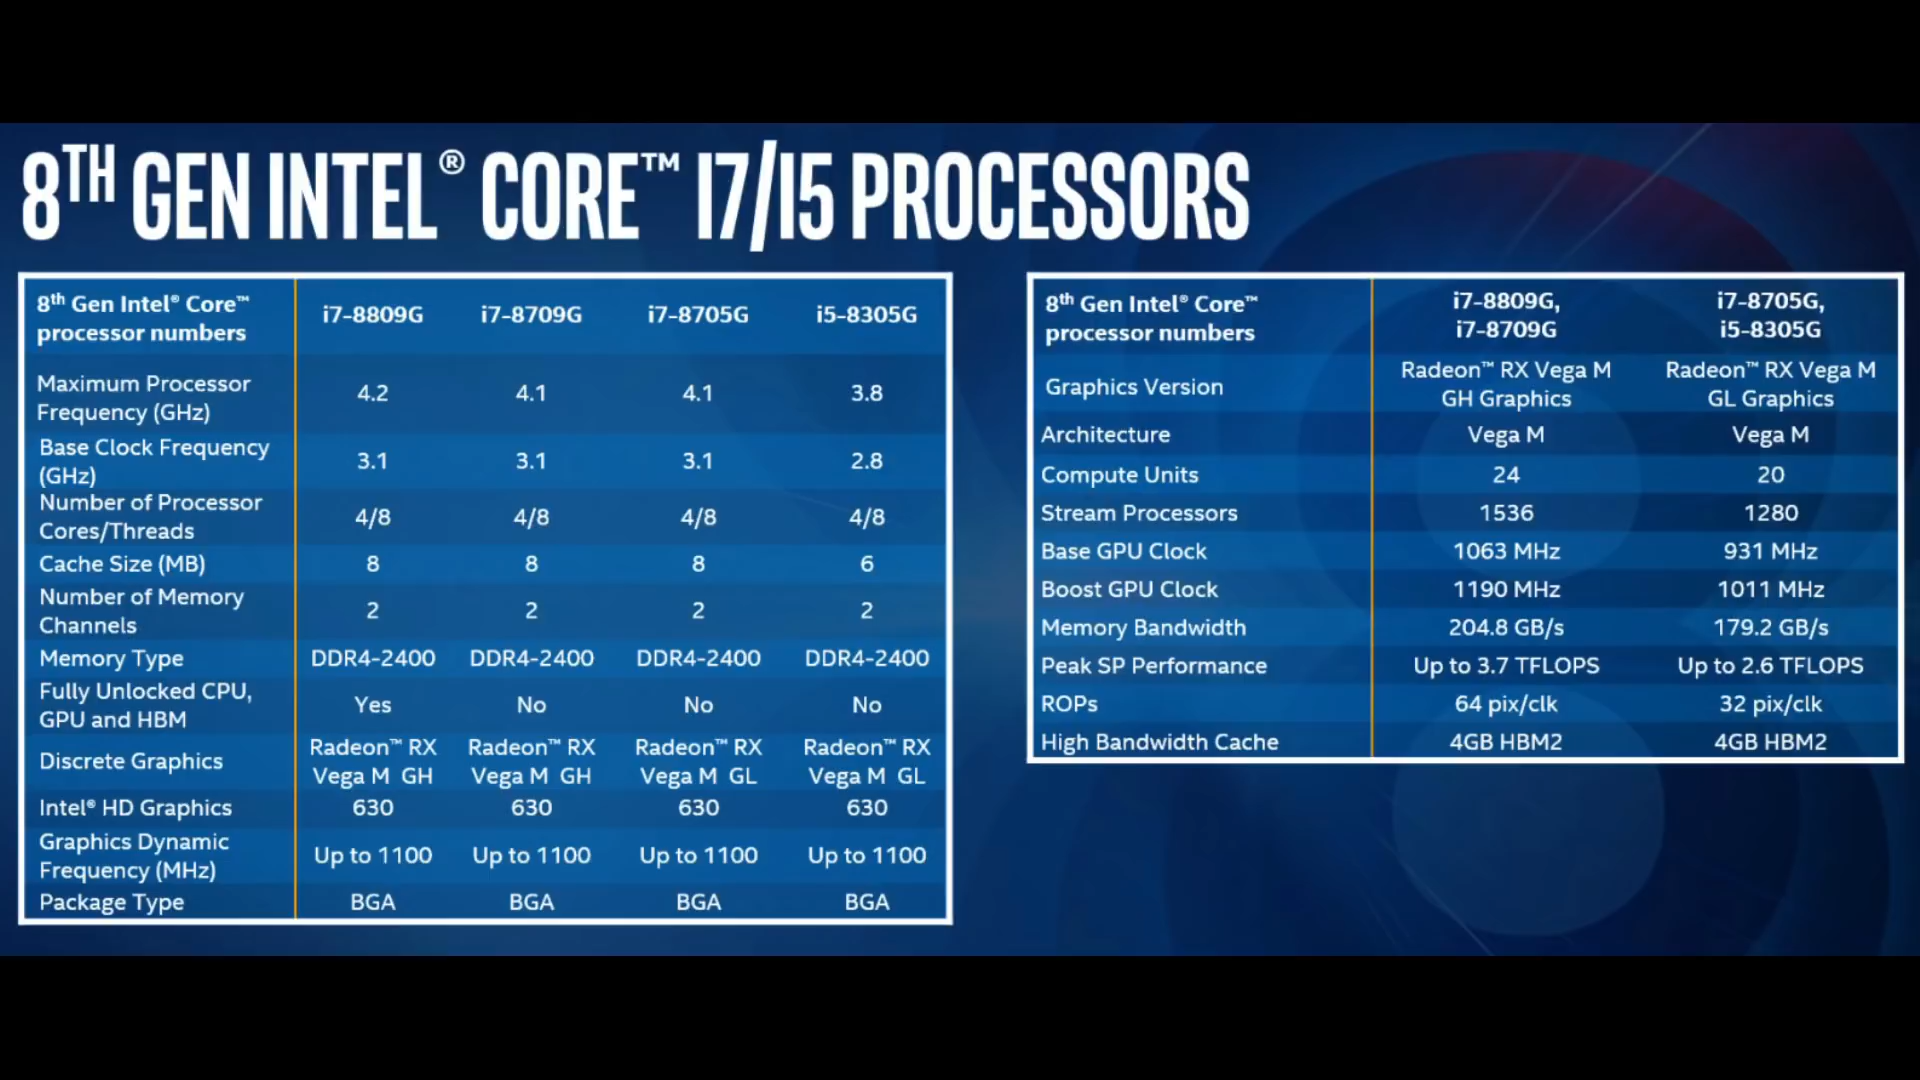 8TH GEN INTEL® CORE™ I7/I5 PROCESSORS
8th Gen Intel® Core™
processor numbers
i7-8809G i7-8709G i7-8705G i5-8305G
Maximum Processor
Frequency (GHz)
4.2 4.1 4.1 3.8
Base Clock Frequency
(GHz)
3.1 3.1 3.1 2.8
Number of Processor
Cores/Threads
4/8 4/8 4/8 4/8
Cache Size (MB) 8 8 8 6
Number of Memory
Channels
2 2 2 2
Memory Type DDR4-2400 DDR4-2400 DDR4-2400 DDR4-2400
Fully Unlocked CPU,
GPU and HBM
Yes No No No
Discrete Graphics
Radeon™ RX Radeon™ RX Radeon™ RX Radeon™ RX
Vega M GH Vega M GH Vega M GL Vega M GL
Intel® HD Graphics 630 630 630 630
Graphics Dynamic
Frequency (MHz)
Up to 1100 Up to 1100 Up to 1100 Up to 1100
Package Type BGA BGA BGA BGA
8th Gen Intel® Core™
processor numbers
i7-8809G, i7-8705G,
i7-8709G i5-8305G
Graphics Version
Radeon™ RX Vega M Radeon™ RX Vega M
GH Graphics GL Graphics
Architecture Vega M Vega M
Compute Units 24 20
Stream Processors 1536 1280
Base GPU Clock 1063 MHz 931 MHz
Boost GPU Clock 1190 MHz 1011 MHz
Memory Bandwidth 204.8 GB/s 179.2 GB/s
Peak SP Performance Up to 3.7 TFLOPS Up to 2.6 TFLOPS
ROPs 64 pix/clk 32 pix/clk
High Bandwidth Cache 4GB HBM2 4GB HBM2